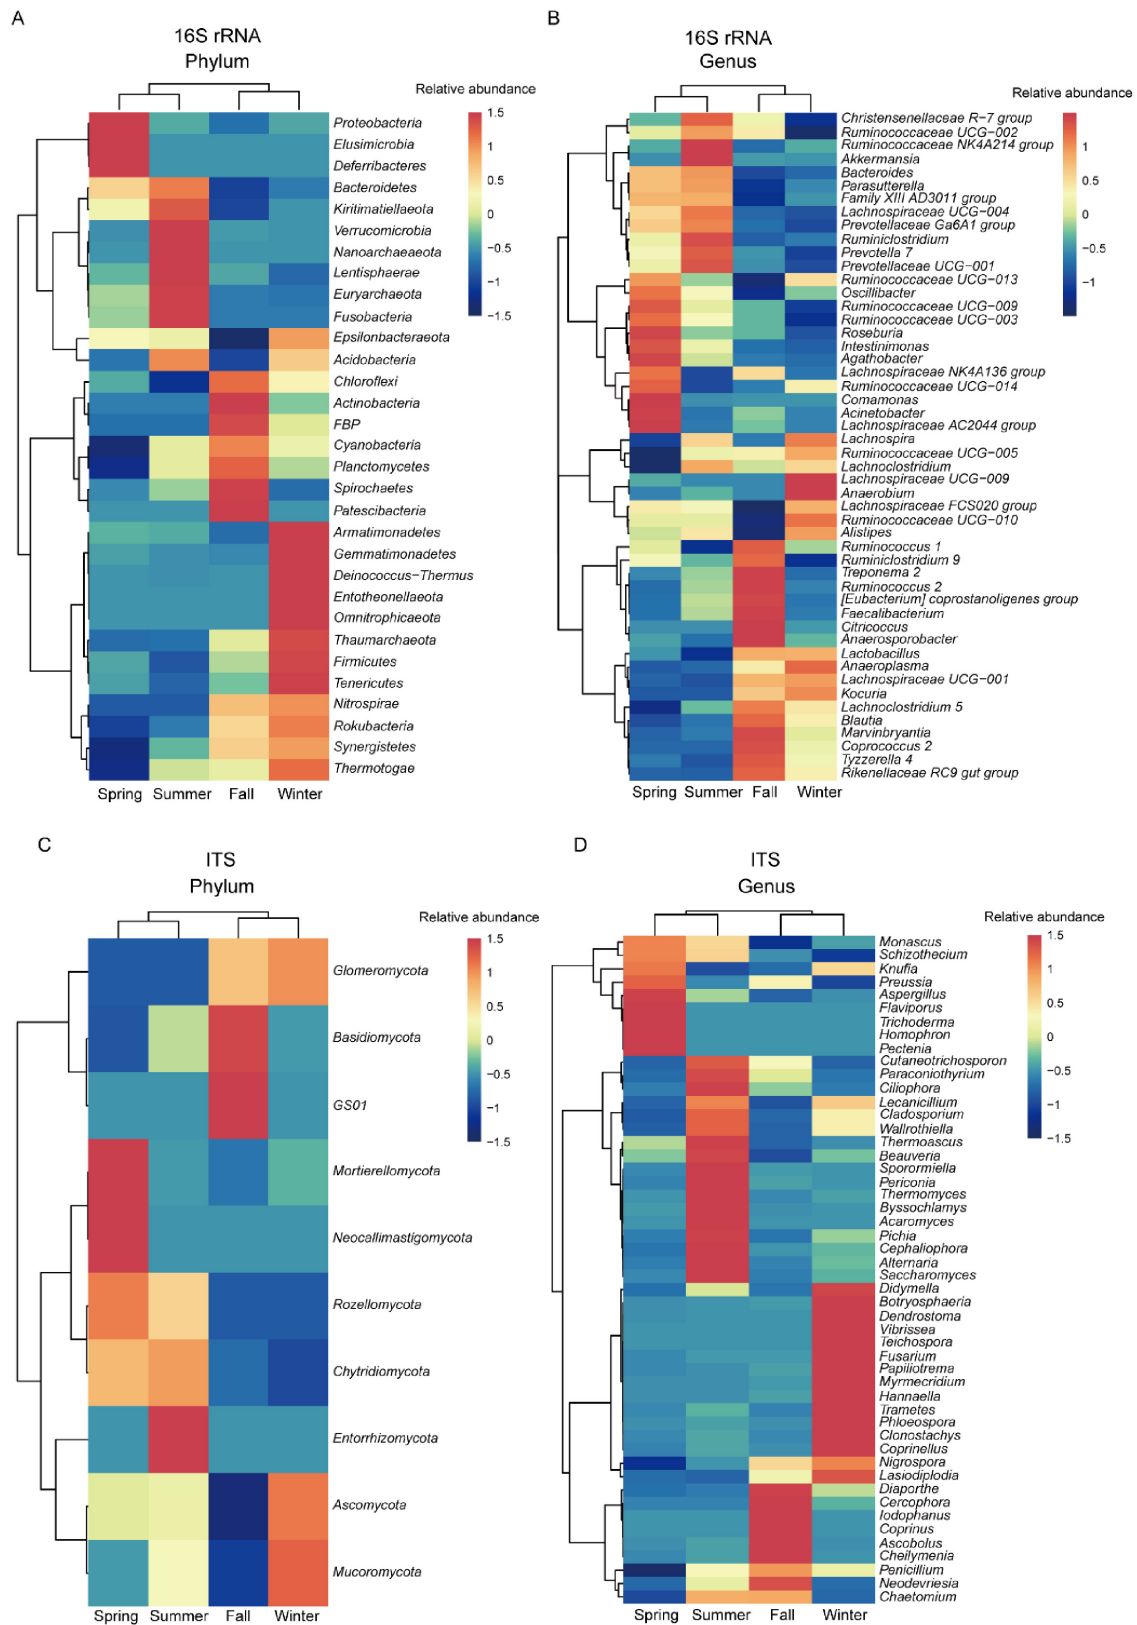 A
16S rRNA
Phylum
Relative abundance
1.5
1
0.5
0
−0.5
−1
−1.5
Proteobacteria
Elusimicrobia
Deferribacteres
Bacteroidetes
Kiritimatiellaeota
Verrucomicrobia
Nanoarchaeaeota
Lentisphaerae
Euryarchaeota
Fusobacteria
Epsilonbacteraeota
Acidobacteria
Chloroflexi
Actinobacteria
FBP
Cyanobacteria
Planctomycetes
Spirochaetes
Patescibacteria
Armatimonadetes
Gemmatimonadetes
Deinococcus−Thermus
Entotheonellaeota
Omnitrophicaeota
Thaumarchaeota
Firmicutes
Tenericutes
Nitrospirae
Rokubacteria
Synergistetes
Thermotogae
Spring Summer Fall Winter
B
16S rRNA
Genus
Relative abundance
1
0.5
0
−0.5
−1
Christensenellaceae R−7 group
Ruminococcaceae UCG−002
Ruminococcaceae NK4A214 group
Akkermansia
Bacteroides
Parasutterella
Family XIII AD3011 group
Lachnospiraceae UCG−004
Prevotellaceae Ga6A1 group
Ruminiclostridium
Prevotella 7
Prevotellaceae UCG−001
Ruminococcaceae UCG−013
Oscillibacter
Ruminococcaceae UCG−009
Ruminococcaceae UCG−003
Roseburia
Intestinimonas
Agathobacter
Lachnospiraceae NK4A136 group
Ruminococcaceae UCG−014
Comamonas
Acinetobacter
Lachnospiraceae AC2044 group
Lachnospira
Ruminococcaceae UCG−005
Lachnoclostridium
Lachnospiraceae UCG−009
Anaerobium
Lachnospiraceae FCS020 group
Ruminococcaceae UCG−010
Alistipes
Ruminococcus 1
Ruminiclostridium 9
Treponema 2
Ruminococcus 2
[Eubacterium] coprostanoligenes group
Faecalibacterium
Citricoccus
Anaerosporobacter
Lactobacillus
Anaeroplasma
Lachnospiraceae UCG−001
Kocuria
Lachnoclostridium 5
Blautia
Marvinbryantia
Coprococcus 2
Tyzzerella 4
Rikenellaceae RC9 gut group
Spring Summer Fall Winter
C
ITS
Phylum
Relative abundance
1.5
1
0.5
0
−0.5
−1
−1.5
Glomeromycota
Basidiomycota
GS01
Mortierellomycota
Neocallimastigomycota
Rozellomycota
Chytridiomycota
Entorrhizomycota
Ascomycota
Mucoromycota
Spring Summer Fall Winter
D
ITS
Genus
Relative abundance
1.5
1
0.5
0
−0.5
−1
−1.5
Monascus
Schizothecium
Knufia
Preussia
Aspergillus
Flaviporus
Trichoderma
Homophron
Pectenia
Cutaneotrichosporon
Paraconiothyrium
Ciliophora
Lecanicillium
Cladosporium
Wallrothiella
Thermoascus
Beauveria
Sporormiella
Periconia
Thermomyces
Byssochlamys
Acaromyces
Pichia
Cephaliophora
Alternaria
Saccharomyces
Didymella
Botryosphaeria
Dendrostoma
Vibrissea
Teichospora
Fusarium
Papiliotrema
Myrmecridium
Hannaella
Trametes
Phloeospora
Clonostachys
Coprinellus
Nigrospora
Lasiodiplodia
Diaporthe
Cercophora
Iodophanus
Coprinus
Ascobolus
Cheilymenia
Penicillium
Neodevriesia
Chaetomium
Spring Summer Fall Winter